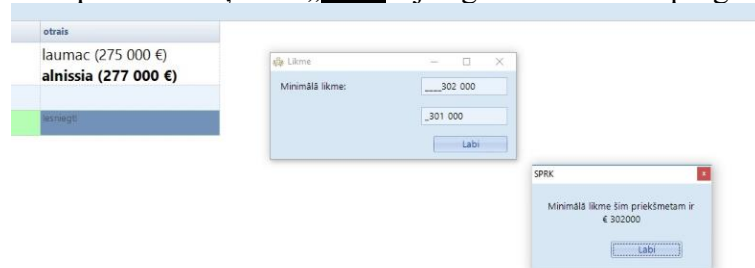 otrais
laumac (275 000 €)
alnissia (277 000 €)
Iesniegti
Likme
Minimālā likme:
____302 000
_301 000
Labi
SPRK
Minimālā likme šim priekšmetam ir
€ 302000
Labi